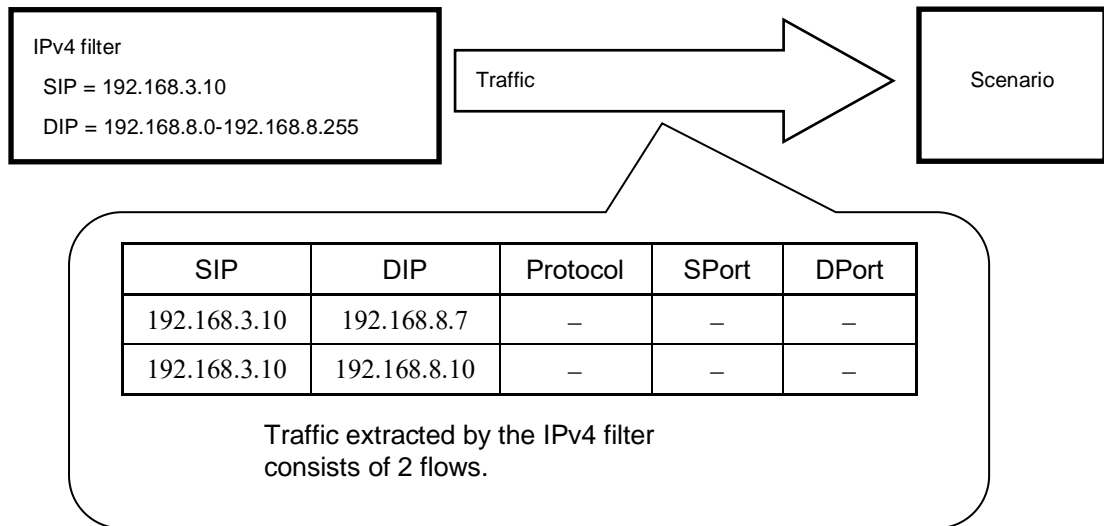 IPv4 filter
SIP = 192.168.3.10
DIP = 192.168.8.0-192.168.8.255
Traffic
Scenario
SIP DIP Protocol SPort DPort
192.168.3.10 192.168.8.7 – – –
192.168.3.10 192.168.8.10 – – –
Traffic extracted by the IPv4 filter
consists of 2 flows.